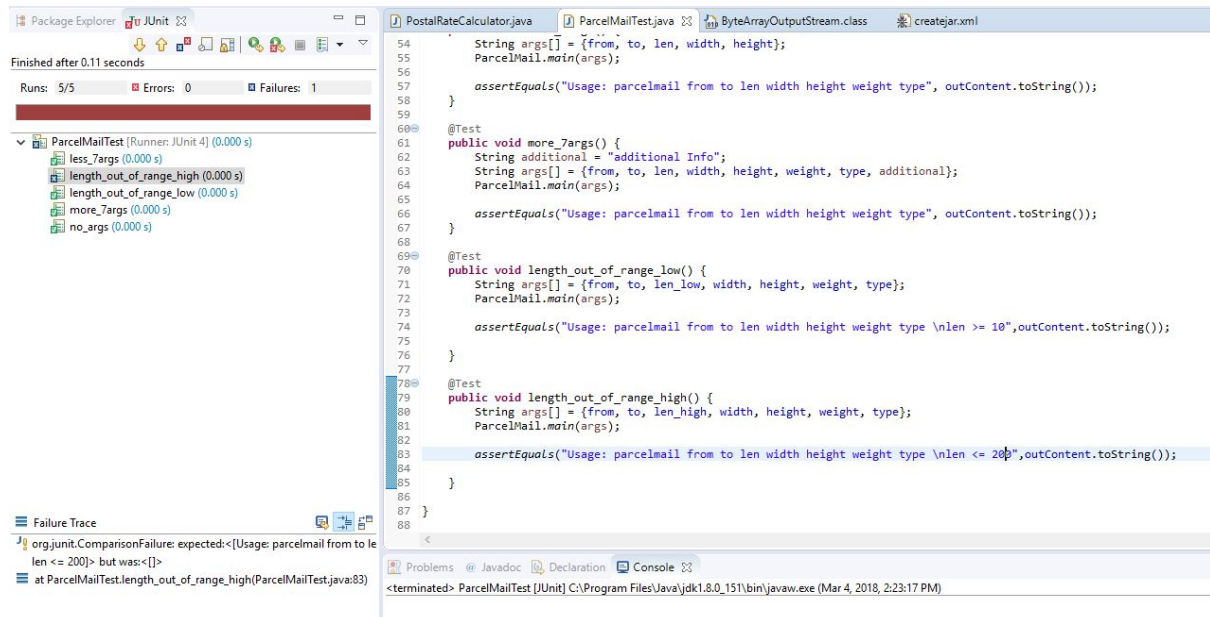 Package Explorer JUnit
Finished after 0.11 seconds
Runs: 5/5 Errors: 0 Failures: 1
ParcelMailTest [Runner: JUnit 4] (0.000 s)
less_7args (0.000 s)
length_out_of_range_high (0.000 s)
length_out_of_range_low (0.000 s)
more_7args (0.000 s)
no_args (0.000 s)
Failure Trace
org.junit.ComparisonFailure: expected:<[Usage: parcelmail from to le
len <= 200]> but was:<[]>
at ParcelMailTest.length_out_of_range_high(ParcelMailTest.java:83)
PostalRateCalculator.java ParcelMailTest.java ByteArrayOutputStream.class createjar.xml
54 String args[] = {from, to, len, width, height};
55 ParcelMail.main(args);
56
57 assertEquals("Usage: parcelmail from to len width height weight type", outContent.toString());
58 }
59
60 @Test
61 public void more_7args() {
62 String additional = "additional Info";
63 String args[] = {from, to, len, width, height, weight, type, additional};
64 ParcelMail.main(args);
65
66 assertEquals("Usage: parcelmail from to len width height weight type", outContent.toString());
67 }
68
69 @Test
70 public void length_out_of_range_low() {
71 String args[] = {from, to, len_low, width, height, weight, type};
72 ParcelMail.main(args);
73
74 assertEquals("Usage: parcelmail from to len width height weight type \nlen >= 10",outContent.toString());
75
76 }
77
78 @Test
79 public void length_out_of_range_high() {
80 String args[] = {from, to, len_high, width, height, weight, type};
81 ParcelMail.main(args);
82
83 assertEquals("Usage: parcelmail from to len width height weight type \nlen <= 200",outContent.toString());
84
85 }
86
87 }
88
Problems @ Javadoc Declaration Console
<terminated> ParcelMailTest [JUnit] C:\Program Files\Java\jdk1.8.0_151\bin\javaw.exe (Mar 4, 2018, 2:23:17 PM)